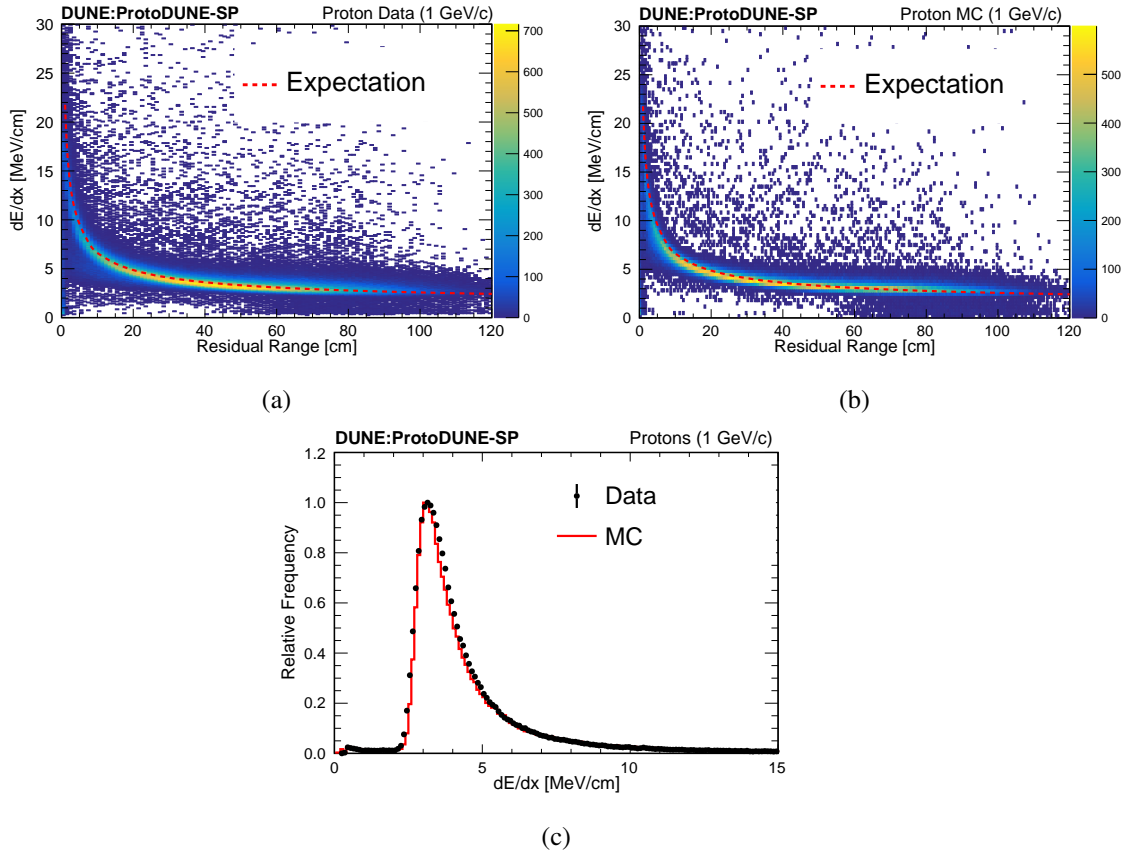 DUNE:ProtoDUNE-SP Proton Data (1 GeV/c)
30
25
20
15
10
5
0
dE/dx [MeV/cm]
Expectation
0 20 40 60 80 100 120
Residual Range [cm]
700
600
500
400
300
200
100
0
(a)
DUNE:ProtoDUNE-SP Proton MC (1 GeV/c)
30
25
20
15
10
5
0
dE/dx [MeV/cm]
Expectation
0 20 40 60 80 100 120
Residual Range [cm]
500
400
300
200
100
0
(b)
DUNE:ProtoDUNE-SP Protons (1 GeV/c)
1.0
0.8
0.6
0.4
0.2
0.0
Relative Frequency
Data
MC
0 5 10 15
dE/dx [MeV/cm]
(c)